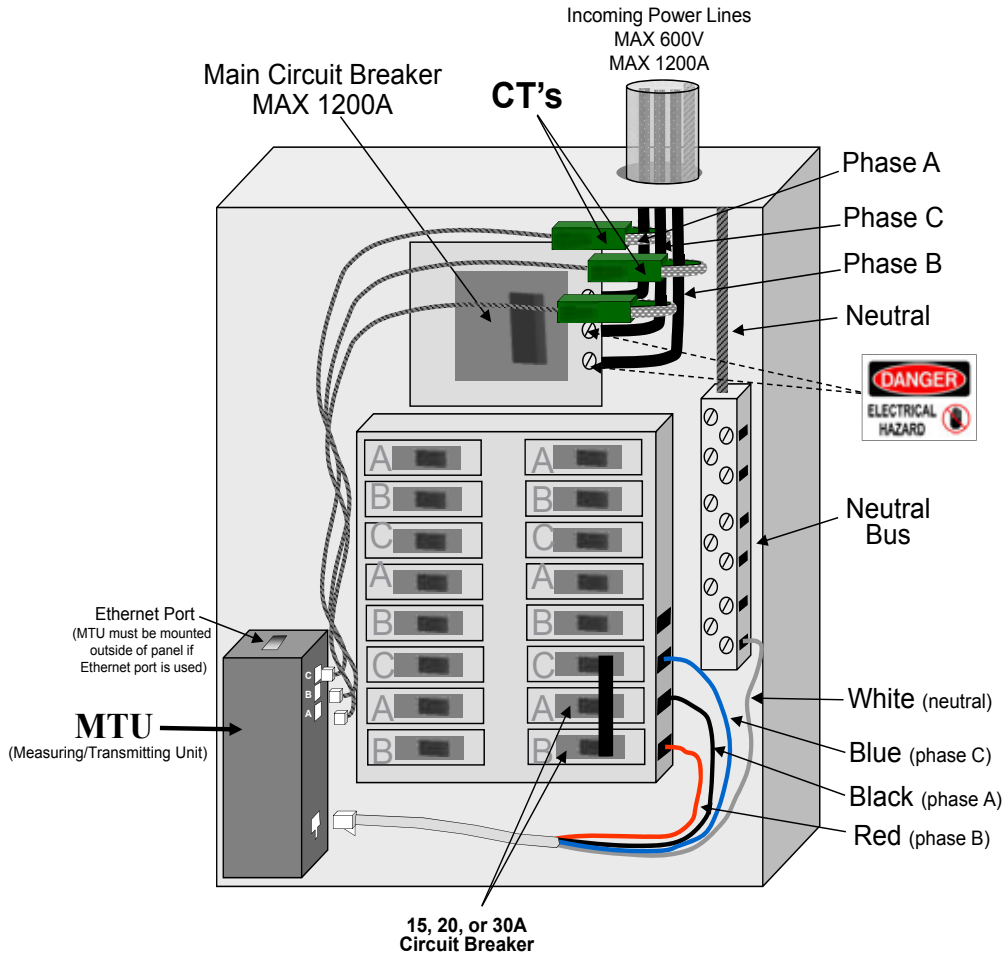 Incoming Power Lines
MAX 600V
MAX 1200A
Main Circuit Breaker
MAX 1200A
CT's
Phase A
Phase C
Phase B
Neutral
DANGER
ELECTRICAL
HAZARD
A
A
B
B
C
C
A
A
B
B
C
C
A
A
B
B
Neutral
Bus
Ethernet Port
(MTU must be mounted
outside of panel if
Ethernet port is used)
C
B
A
MTU
(Measuring/Transmitting Unit)
White (neutral)
Blue (phase C)
Black (phase A)
Red (phase B)
15, 20, or 30A
Circuit Breaker